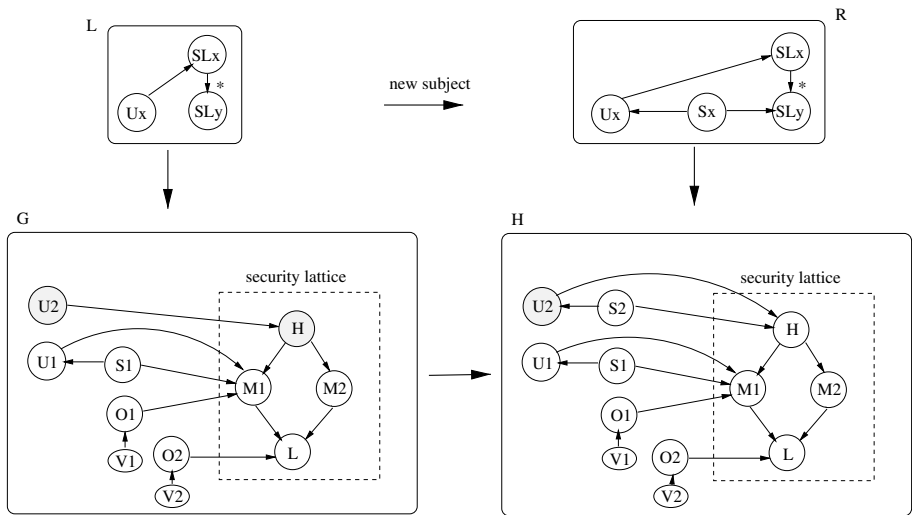 L
SLx
*
Ux
SLy
new subject
R
SLx
*
Ux
Sx
SLy
G
security lattice
U2
H
U1
S1
M1
M2
O1
V1
O2
L
V2
H
security lattice
U2
S2
H
U1
S1
M1
M2
O1
V1
O2
L
V2